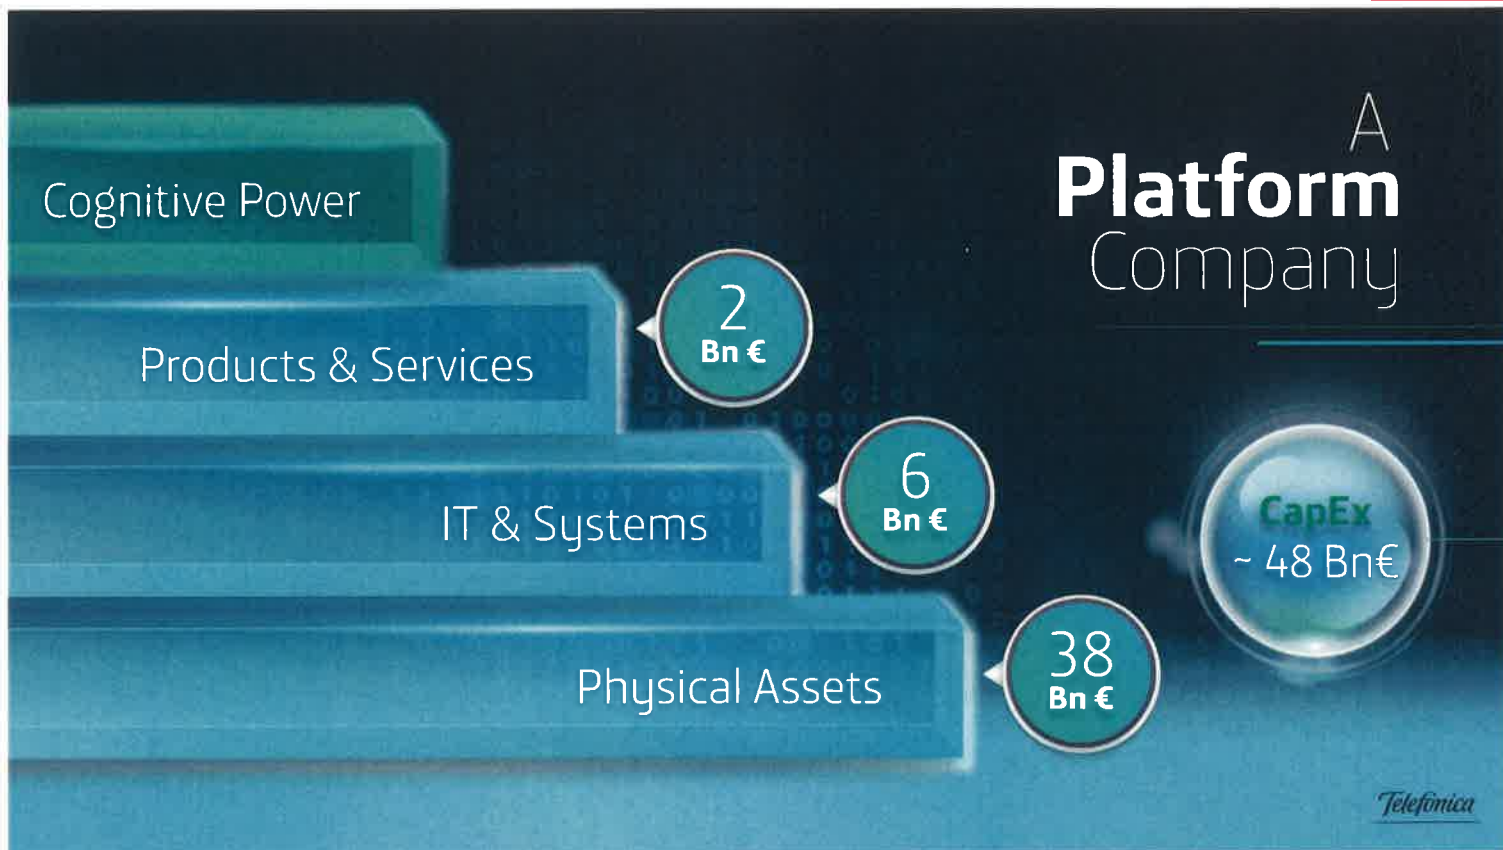 A
Platform
Company
Cognitive Power
Products & Services
2
Bn €
IT & Systems
6
Bn €
Physical Assets
38
Bn €
CapEx
~ 48 Bn€
Telefónica